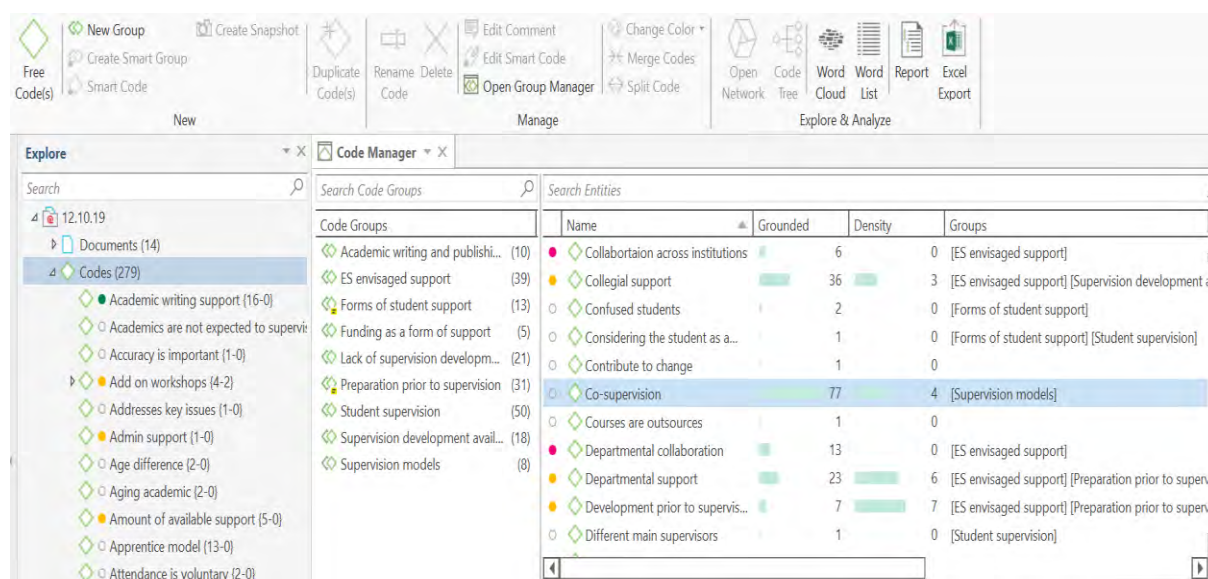 New Group
Create Snapshot
Create Smart Group
Smart Code
Free Code(s)
New
Duplicate Code(s)
Rename Code
Delete
Edit Comment
Edit Smart Code
Open Group Manager
Change Color
Merge Codes
Split Code
Manage
Open Network
Code Tree
Word Cloud
Word List
Report
Excel Export
Explore & Analyze
Explore
Search
12.10.19
Documents (14)
Codes (279)
Academic writing support {16-0}
Academics are not expected to supervis
Accuracy is important {1-0}
Add on workshops {4-2}
Addresses key issues {1-0}
Admin support {1-0}
Age difference {2-0}
Aging academic {2-0}
Amount of available support {5-0}
Apprentice model {13-0}
Attendance is voluntary {2-0}
Code Manager
Search Code Groups
Code Groups
Academic writing and publishi... (10)
ES envisaged support (39)
Forms of student support (13)
Funding as a form of support (5)
Lack of supervision developm... (21)
Preparation prior to supervision (31)
Student supervision (50)
Supervision development avail... (18)
Supervision models (8)
Search Entities
Name Grounded Density Groups
Collabortaion across institutions 6 0 [ES envisaged support]
Collegial support 36 3 [ES envisaged support] [Supervision development a
Confused students 2 0 [Forms of student support]
Considering the student as a... 1 0 [Forms of student support] [Student supervision]
Contribute to change 1 0
Co-supervision 77 4 [Supervision models]
Courses are outsources 1 0
Departmental collaboration 13 0 [ES envisaged support]
Departmental support 23 6 [ES envisaged support] [Preparation prior to superv
Development prior to supervis... 7 7 [ES envisaged support] [Preparation prior to superv
Different main supervisors 1 0 [Student supervision]